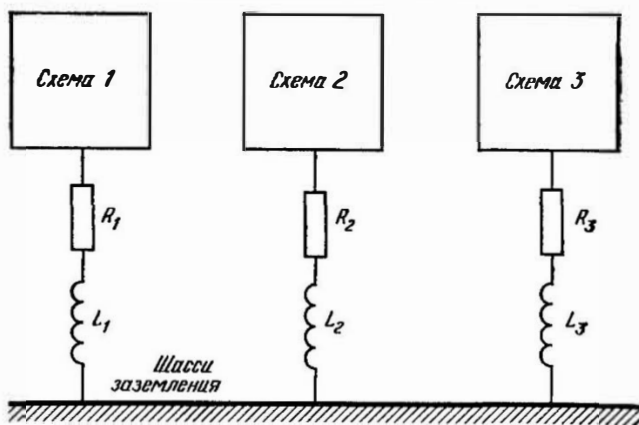 Схема 1
Схема 2
Схема 3
R1
R2
R3
L1
L2
L3
Шасси
заземления